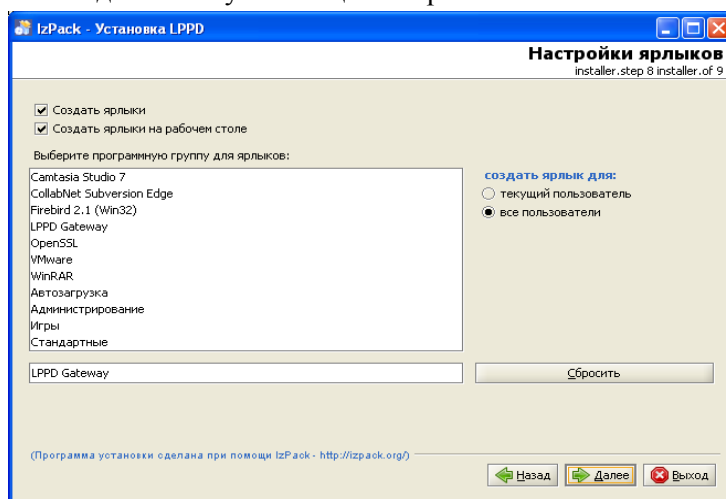 IzPack - Установка LPPD
Настройки ярлыков
installer.step 8 installer.of 9
Создать ярлыки
Создать ярлыки на рабочем столе
Выберите программную группу для ярлыков:
Camtasia Studio 7
CollabNet Subversion Edge
Firebird 2.1 (Win32)
LPPD Gateway
OpenSSL
VMware
WinRAR
Автозагрузка
Администрирование
Игры
Стандартные
создать ярлык для:
текущий пользователь
все пользователи
LPPD Gateway
Сбросить
(Программа установки сделана при помощи IzPack - http://izpack.org/)
Назад
Далее
Выход